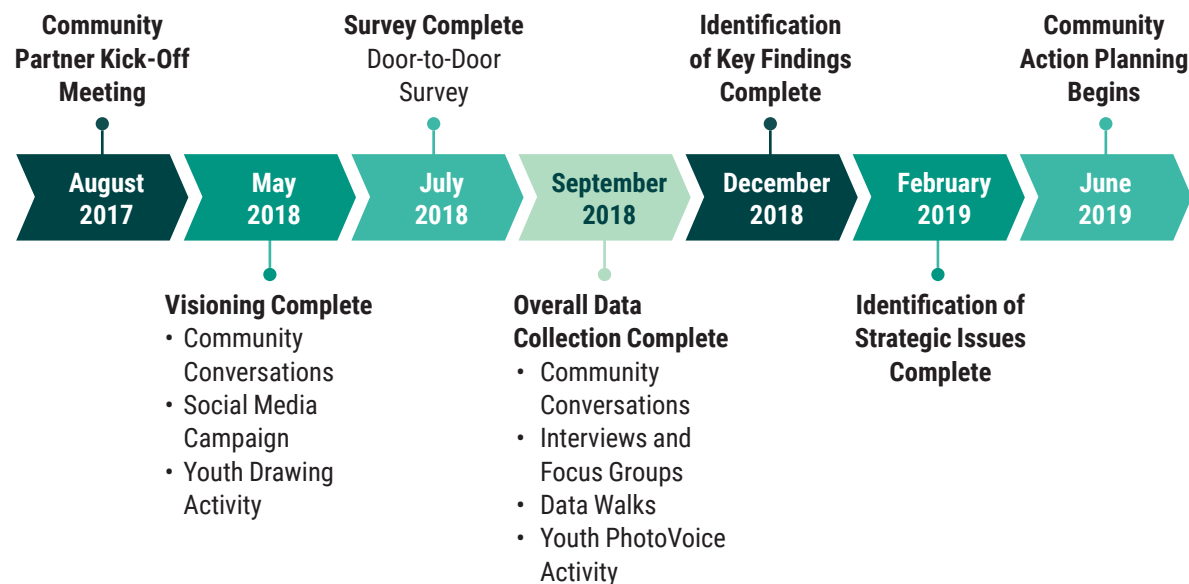 Community
Partner Kick-Off
Meeting
Survey Complete
Door-to-Door
Survey
Identification
of Key Findings
Complete
Community
Action Planning
Begins
August
2017
May
2018
July
2018
September
2018
December
2018
February
2019
June
2019
Visioning Complete
• Community
Conversations
• Social Media
Campaign
• Youth Drawing
Activity
Overall Data
Collection Complete
• Community
Conversations
• Interviews and
Focus Groups
• Data Walks
• Youth PhotoVoice
Activity
Identification of
Strategic Issues
Complete